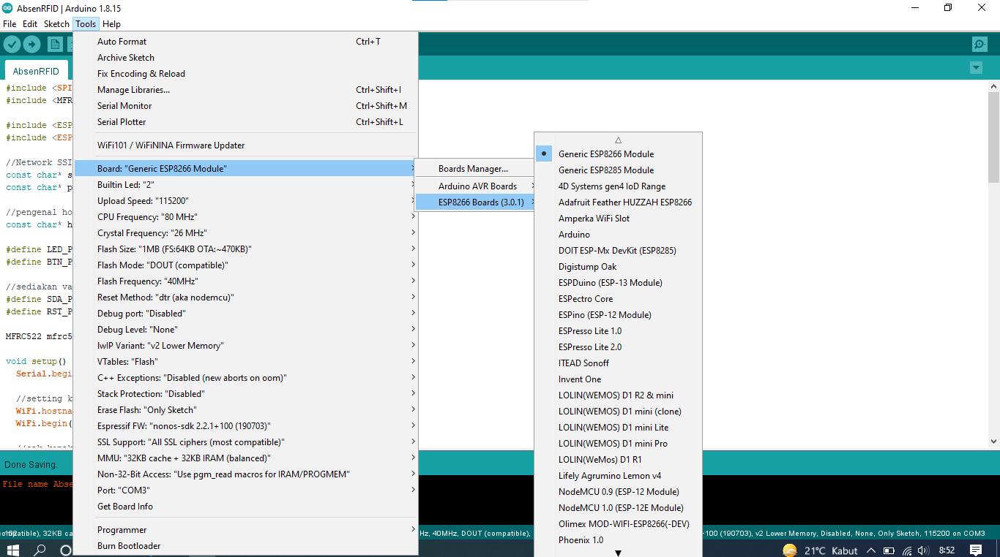 AbsenRFID | Arduino 1.8.15
File Edit Sketch Tools Help
AbsenRFID
#include <SPI
#include <MFR
#include <ESP
#include <ESP
//Network SSI
const char* s
const char* p
//pengenal ho
const char* h
#define LED_P
#define BTN_P
//sediakan va
#define SDA_P
#define RST_P
MFRC522 mfrc5
void setup()
Serial.begi
//setting k
WiFi.hostna
WiFi.begin(
Done Saving.
File name Abse
Auto Format Ctrl+T
Archive Sketch
Fix Encoding & Reload
Manage Libraries... Ctrl+Shift+I
Serial Monitor Ctrl+Shift+M
Serial Plotter Ctrl+Shift+L
WiFi101 / WiFiNINA Firmware Updater
Board: "Generic ESP8266 Module"
Builtin Led: "2"
Upload Speed: "115200"
CPU Frequency: "80 MHz"
Crystal Frequency: "26 MHz"
Flash Size: "1MB (FS:64KB OTA:~470KB)"
Flash Mode: "DOUT (compatible)"
Flash Frequency: "40MHz"
Reset Method: "dtr (aka nodemcu)"
Debug port: "Disabled"
Debug Level: "None"
lwIP Variant: "v2 Lower Memory"
VTables: "Flash"
C++ Exceptions: "Disabled (new aborts on oom)"
Stack Protection: "Disabled"
Erase Flash: "Only Sketch"
Espressif FW: "nonos-sdk 2.2.1+100 (190703)"
SSL Support: "All SSL ciphers (most compatible)"
MMU: "32KB cache + 32KB IRAM (balanced)"
Non-32-Bit Access: "Use pgm_read macros for IRAM/PROGMEM"
Port: "COM3"
Get Board Info
Programmer
Burn Bootloader
Boards Manager...
Arduino AVR Boards
ESP8266 Boards (3.0.1)
Generic ESP8266 Module
Generic ESP8285 Module
4D Systems gen4 IoD Range
Adafruit Feather HUZZAH ESP8266
Amperka WiFi Slot
Arduino
DOIT ESP-Mx DevKit (ESP8285)
Digistump Oak
ESPDuino (ESP-13 Module)
ESPectro Core
ESPino (ESP-12 Module)
ESPresso Lite 1.0
ESPresso Lite 2.0
ITEAD Sonoff
Invent One
LOLIN(WEMOS) D1 R2 & mini
LOLIN(WEMOS) D1 mini (clone)
LOLIN(WEMOS) D1 mini Lite
LOLIN(WEMOS) D1 mini Pro
LOLIN(WeMos) D1 R1
Lifely Agrumino Lemon v4
NodeMCU 0.9 (ESP-12 Module)
NodeMCU 1.0 (ESP-12E Module)
Olimex MOD-WIFI-ESP8266(-DEV)
Phoenix 1.0
32KB ca Hz, 40MHz, DOUT (compatible), -100 (190703), v2 Lower Memory, Disabled, None, Only Sketch, 115200 on COM3
21°C Kabut 8:52